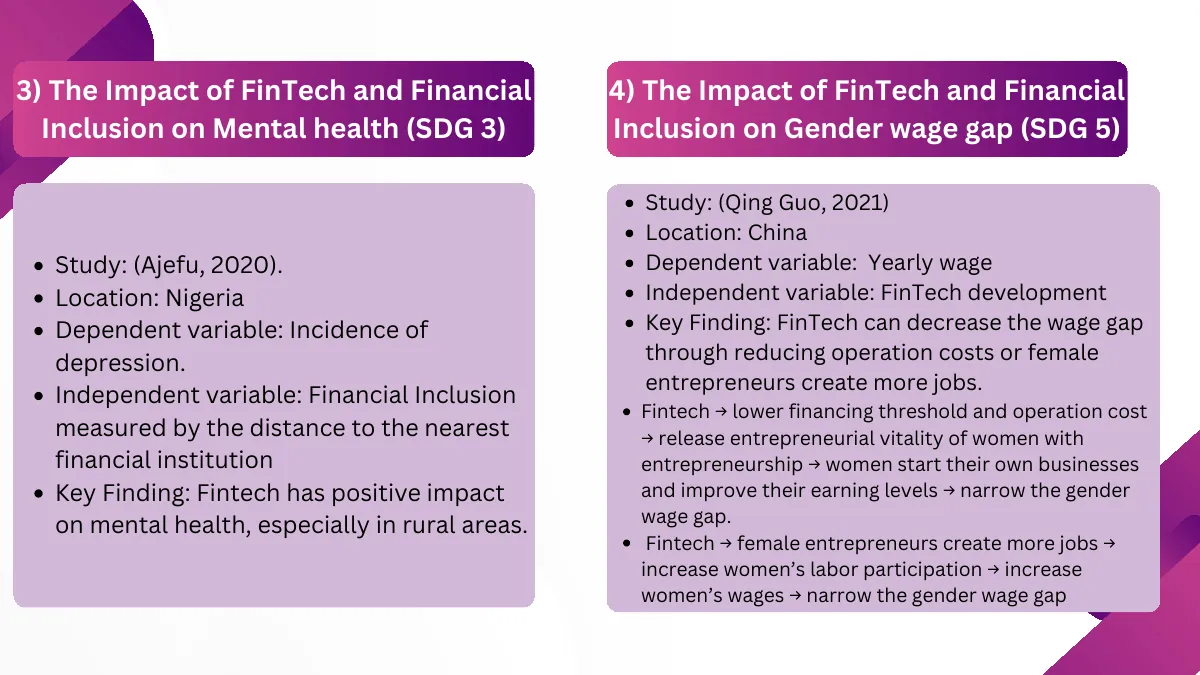 3) The Impact of FinTech and Financial
Inclusion on Mental health (SDG 3)
• Study: (Ajefu, 2020).
• Location: Nigeria
• Dependent variable: Incidence of
depression.
• Independent variable: Financial Inclusion
measured by the distance to the nearest
financial institution
• Key Finding: Fintech has positive impact
on mental health, especially in rural areas.
4) The Impact of FinTech and Financial
Inclusion on Gender wage gap (SDG 5)
• Study: (Qing Guo, 2021)
• Location: China
• Dependent variable:  Yearly wage
• Independent variable: FinTech development
• Key Finding: FinTech can decrease the wage gap
through reducing operation costs or female
entrepreneurs create more jobs.
• Fintech → lower financing threshold and operation cost
→ release entrepreneurial vitality of women with
entrepreneurship → women start their own businesses
and improve their earning levels → narrow the gender
wage gap.
• Fintech → female entrepreneurs create more jobs →
increase women’s labor participation → increase
women’s wages → narrow the gender wage gap